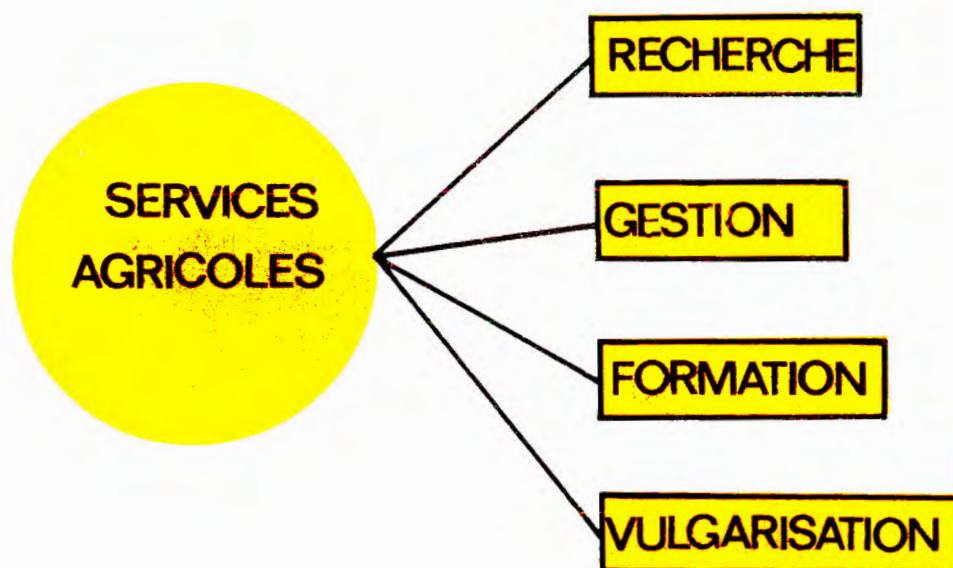 SERVICES
AGRICOLES
RECHERCHE
GESTION
FORMATION
VULGARISATION